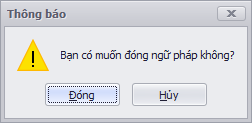 Thông báo
Bạn có muốn đóng ngữ pháp không?
Đóng
Hủy